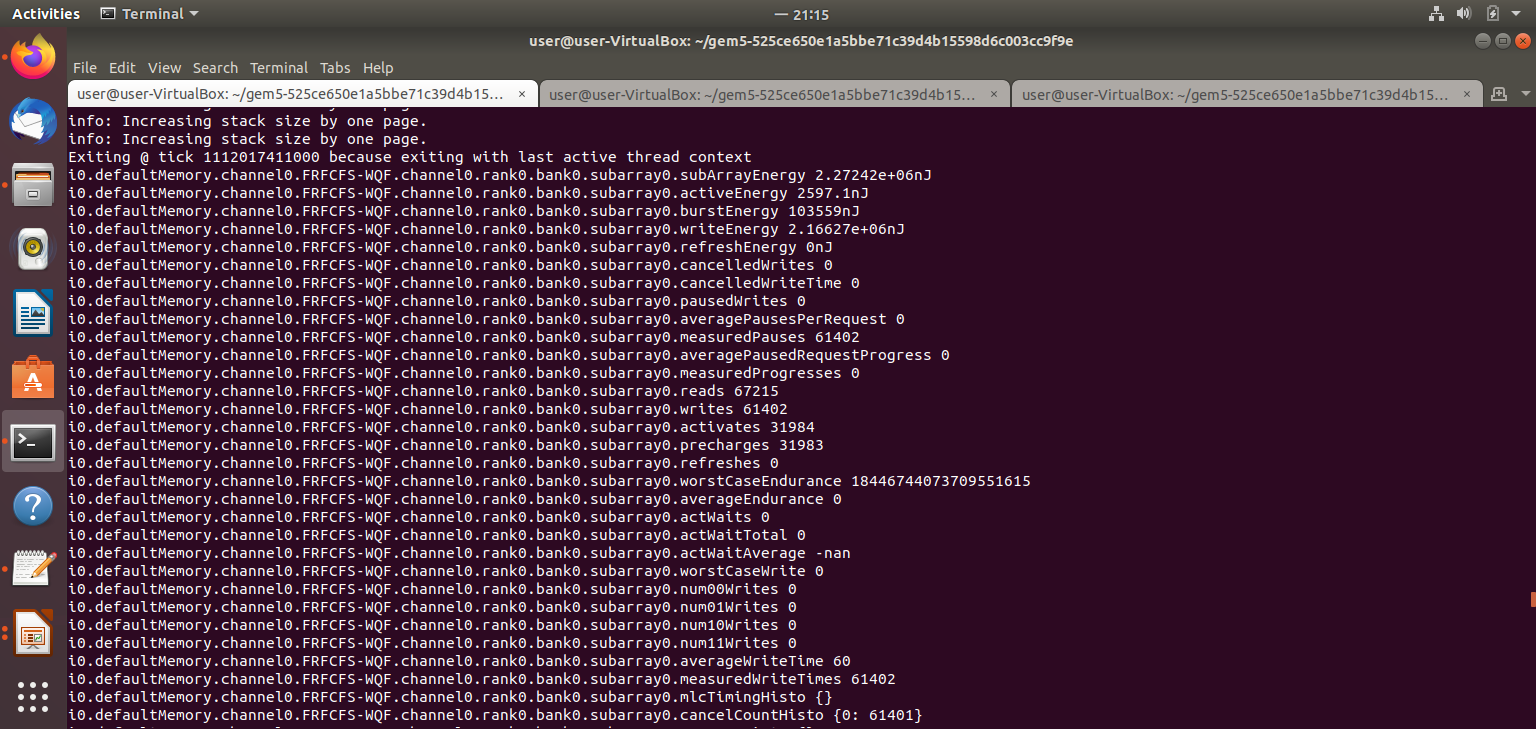 Activities Terminal — 21:15
user@user-VirtualBox: ~/gem5-525ce650e1a5bbe71c39d4b15598d6c003cc9f9e
File Edit View Search Terminal Tabs Help
user@user-VirtualBox: ~/gem5-525ce650e1a5bbe71c39d4b15… × user@user-VirtualBox: ~/gem5-525ce650e1a5bbe71c39d4b15… × user@user-VirtualBox: ~/gem5-525ce650e1a5bbe71c39d4b15… ×
info: Increasing stack size by one page.
info: Increasing stack size by one page.
Exiting @ tick 1112017411000 because exiting with last active thread context
i0.defaultMemory.channel0.FRFCFS-WQF.channel0.rank0.bank0.subarray0.subArrayEnergy 2.27242e+06nJ
i0.defaultMemory.channel0.FRFCFS-WQF.channel0.rank0.bank0.subarray0.activeEnergy 2597.1nJ
i0.defaultMemory.channel0.FRFCFS-WQF.channel0.rank0.bank0.subarray0.burstEnergy 103559nJ
i0.defaultMemory.channel0.FRFCFS-WQF.channel0.rank0.bank0.subarray0.writeEnergy 2.16627e+06nJ
i0.defaultMemory.channel0.FRFCFS-WQF.channel0.rank0.bank0.subarray0.refreshEnergy 0nJ
i0.defaultMemory.channel0.FRFCFS-WQF.channel0.rank0.bank0.subarray0.cancelledWrites 0
i0.defaultMemory.channel0.FRFCFS-WQF.channel0.rank0.bank0.subarray0.cancelledWriteTime 0
i0.defaultMemory.channel0.FRFCFS-WQF.channel0.rank0.bank0.subarray0.pausedWrites 0
i0.defaultMemory.channel0.FRFCFS-WQF.channel0.rank0.bank0.subarray0.averagePausesPerRequest 0
i0.defaultMemory.channel0.FRFCFS-WQF.channel0.rank0.bank0.subarray0.measuredPauses 61402
i0.defaultMemory.channel0.FRFCFS-WQF.channel0.rank0.bank0.subarray0.averagePausedRequestProgress 0
i0.defaultMemory.channel0.FRFCFS-WQF.channel0.rank0.bank0.subarray0.measuredProgresses 0
i0.defaultMemory.channel0.FRFCFS-WQF.channel0.rank0.bank0.subarray0.reads 67215
i0.defaultMemory.channel0.FRFCFS-WQF.channel0.rank0.bank0.subarray0.writes 61402
i0.defaultMemory.channel0.FRFCFS-WQF.channel0.rank0.bank0.subarray0.activates 31984
i0.defaultMemory.channel0.FRFCFS-WQF.channel0.rank0.bank0.subarray0.precharges 31983
i0.defaultMemory.channel0.FRFCFS-WQF.channel0.rank0.bank0.subarray0.refreshes 0
i0.defaultMemory.channel0.FRFCFS-WQF.channel0.rank0.bank0.subarray0.worstCaseEndurance 18446744073709551615
i0.defaultMemory.channel0.FRFCFS-WQF.channel0.rank0.bank0.subarray0.averageEndurance 0
i0.defaultMemory.channel0.FRFCFS-WQF.channel0.rank0.bank0.subarray0.actWaits 0
i0.defaultMemory.channel0.FRFCFS-WQF.channel0.rank0.bank0.subarray0.actWaitTotal 0
i0.defaultMemory.channel0.FRFCFS-WQF.channel0.rank0.bank0.subarray0.actWaitAverage -nan
i0.defaultMemory.channel0.FRFCFS-WQF.channel0.rank0.bank0.subarray0.worstCaseWrite 0
i0.defaultMemory.channel0.FRFCFS-WQF.channel0.rank0.bank0.subarray0.num00Writes 0
i0.defaultMemory.channel0.FRFCFS-WQF.channel0.rank0.bank0.subarray0.num01Writes 0
i0.defaultMemory.channel0.FRFCFS-WQF.channel0.rank0.bank0.subarray0.num10Writes 0
i0.defaultMemory.channel0.FRFCFS-WQF.channel0.rank0.bank0.subarray0.num11Writes 0
i0.defaultMemory.channel0.FRFCFS-WQF.channel0.rank0.bank0.subarray0.averageWriteTime 60
i0.defaultMemory.channel0.FRFCFS-WQF.channel0.rank0.bank0.subarray0.measuredWriteTimes 61402
i0.defaultMemory.channel0.FRFCFS-WQF.channel0.rank0.bank0.subarray0.mlcTimingHisto {}
i0.defaultMemory.channel0.FRFCFS-WQF.channel0.rank0.bank0.subarray0.cancelCountHisto {0: 61401}